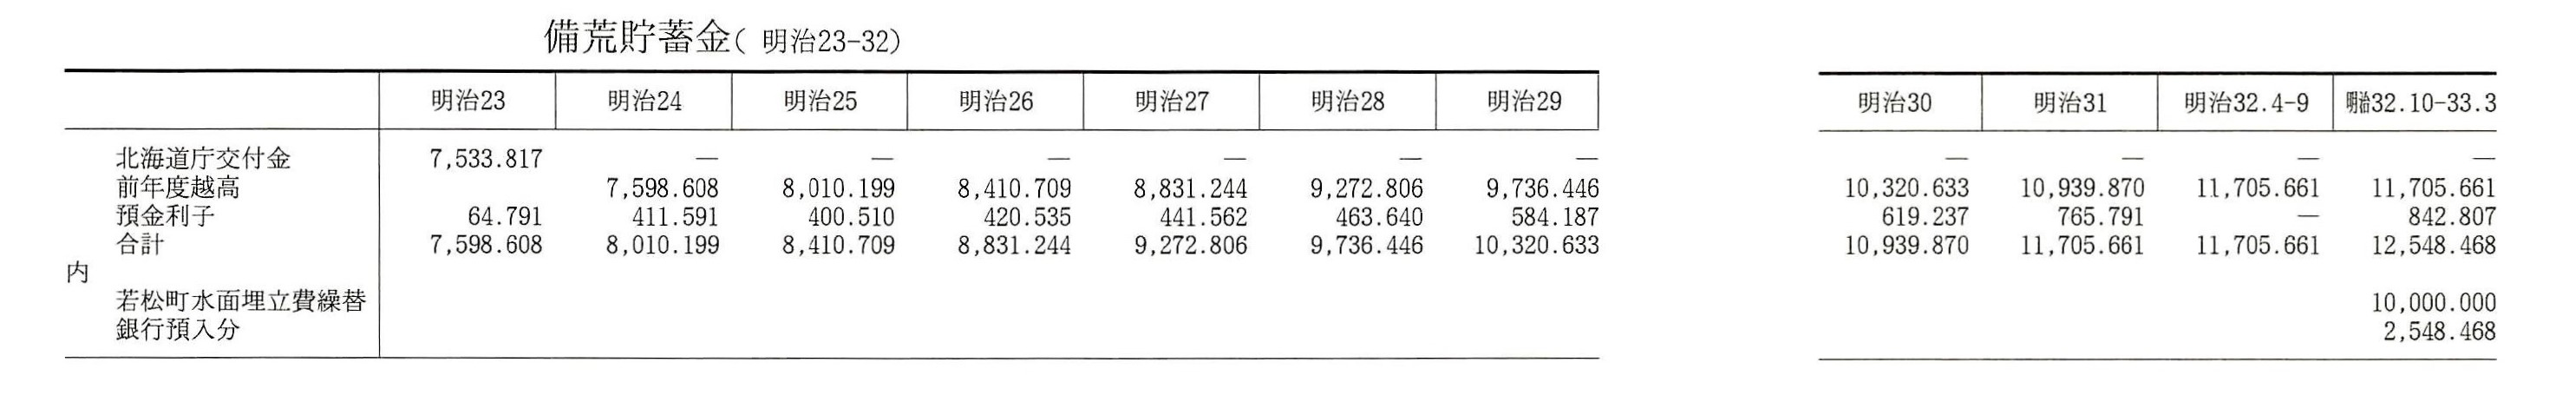 備荒貯蓄金( 明治23-32)
明治23 明治24 明治25 明治26 明治27 明治28 明治29 明治30 明治31 明治32.4-9 明治32.10-33.3
北海道庁交付金 7,533.817 — — — — — — — — — —
前年度越高 7,598.608 8,010.199 8,410.709 8,831.244 9,272.806 9,736.446 10,320.633 10,939.870 11,705.661 11,705.661
預金利子 64.791 411.591 400.510 420.535 441.562 463.640 584.187 619.237 765.791 — 842.807
合計 7,598.608 8,010.199 8,410.709 8,831.244 9,272.806 9,736.446 10,320.633 10,939.870 11,705.661 11,705.661 12,548.468
内
若松町水面埋立費繰替 10,000.000
銀行預入分 2,548.468